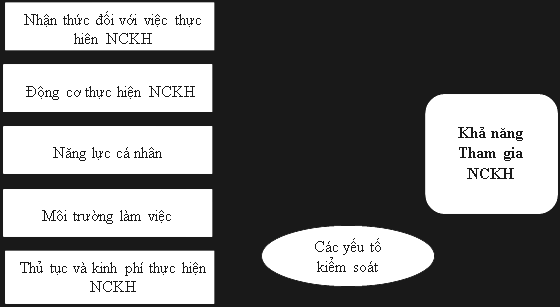 Nhận thức đối với việc thực
hiên NCKH
Động cơ thực hiện NCKH
Năng lực cá nhân
Môi trường làm việc
Thủ tục và kinh phí thực hiện
NCKH
Các yếu tố
kiểm soát
Khả năng
Tham gia
NCKH